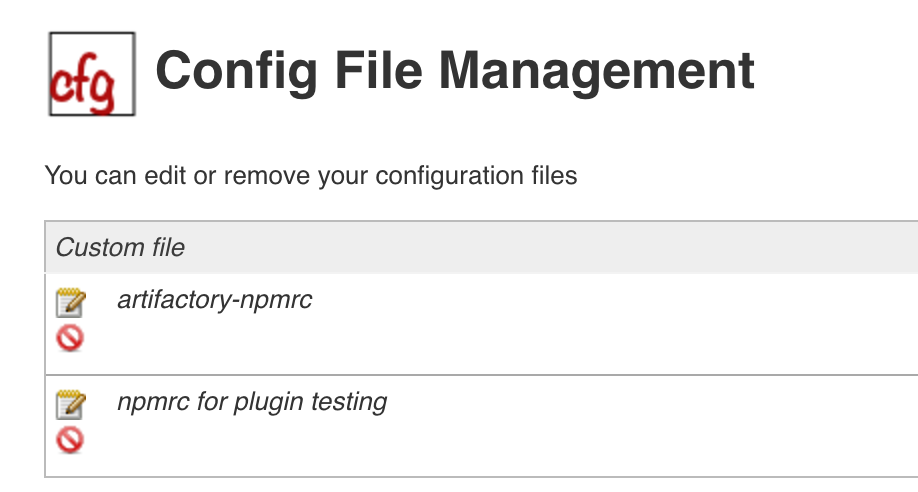 cfg
Config File Management
You can edit or remove your configuration files
Custom file
artifactory-npmrc
npmrc for plugin testing